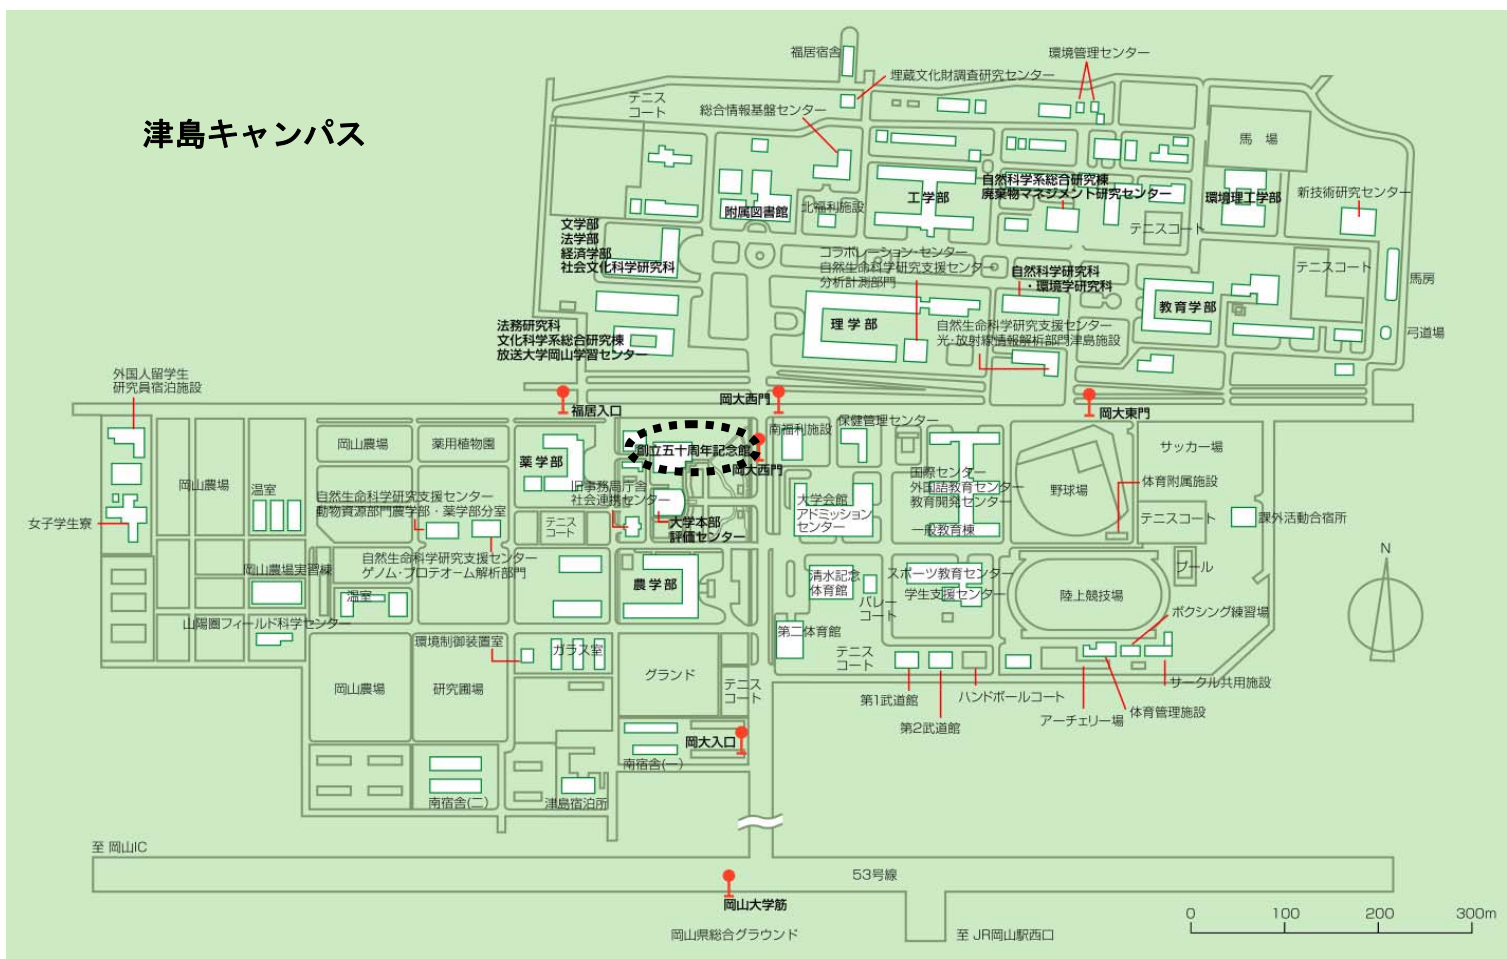 津島キャンパス
福居宿舎
環境管理センター
埋蔵文化財調査研究センター
テニス
コート
総合情報基盤センター
馬 場
自然科学系総合研究棟
廃棄物マネジメント研究センター
工学部
環境理工学部
新技術研究センター
附属図書館
北福利施設
テニスコート
文学部
法学部
経済学部
社会文化科学研究科
コラボレーション・センター
自然生命科学研究支援センター
分析計測部門
自然科学研究科
・環境学研究科
テニスコート
馬房
教育学部
理学部
自然生命科学研究支援センター
光・放射線情報解析部門津島施設
弓道場
法務研究科
文化科学系総合研究棟
放送大学岡山学習センター
外国人留学生
研究員宿泊施設
福居入口
岡大西門
岡大東門
岡山農場
薬用植物園
薬学部
創立五十周年記念館
岡大西門
南福利施設
保健管理センター
サッカー場
国際センター
外国語教育センター
教育開発センター
一般教育棟
野球場
体育附属施設
テニスコート
課外活動合宿所
岡山農場
温室
自然生命科学研究支援センター
動物資源部門農学部・薬学部分室
旧事務局庁舎
社会連携センター
大学会館
アドミッション
センター
女子学生寮
テニス
コート
大学本部
評価センター
自然生命科学研究支援センター
ゲノム・プロテオーム解析部門
岡山農場実習棟
農学部
清水記念
体育館
スポーツ教育センター
学生支援センター
プール
N
温室
バレー
コート
陸上競技場
ボクシング練習場
山陽圏フィールド科学センター
第二体育館
環境制御装置室
ガラス室
テニス
コート
岡山農場
研究圃場
グランド
テニス
コート
第1武道館
第2武道館
ハンドボールコート
アーチェリー場
体育管理施設
サークル共用施設
岡大入口
南宿舎(一)
南宿舎(二)
津島宿泊所
至 岡山IC
53号線
岡山大学筋
岡山県総合グラウンド
至 JR岡山駅西口
0 100 200 300m